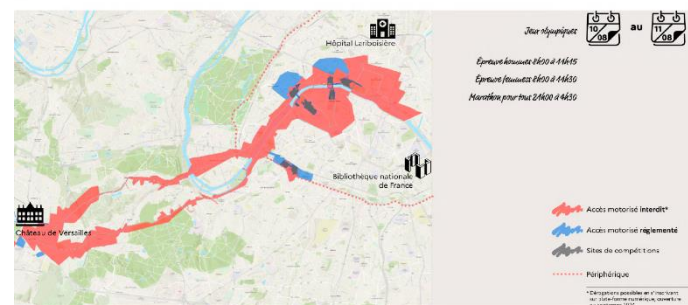 Hôpital Lariboisière
Bibliothèque nationale
de France
Château de Versailles
Jeux olympiques
10/08
au
11/08
Épreuve hommes 8h00 à 11h15
Épreuve femmes 8h00 à 11h30
Marathon pour tous 21h00 à 4h30
Accès motorisé interdit*
Accès motorisé réglementé
Sites de compétitions
Périphérique
* Dérogations possibles en s'inscrivant
sur plate-forme numérique, ouverture